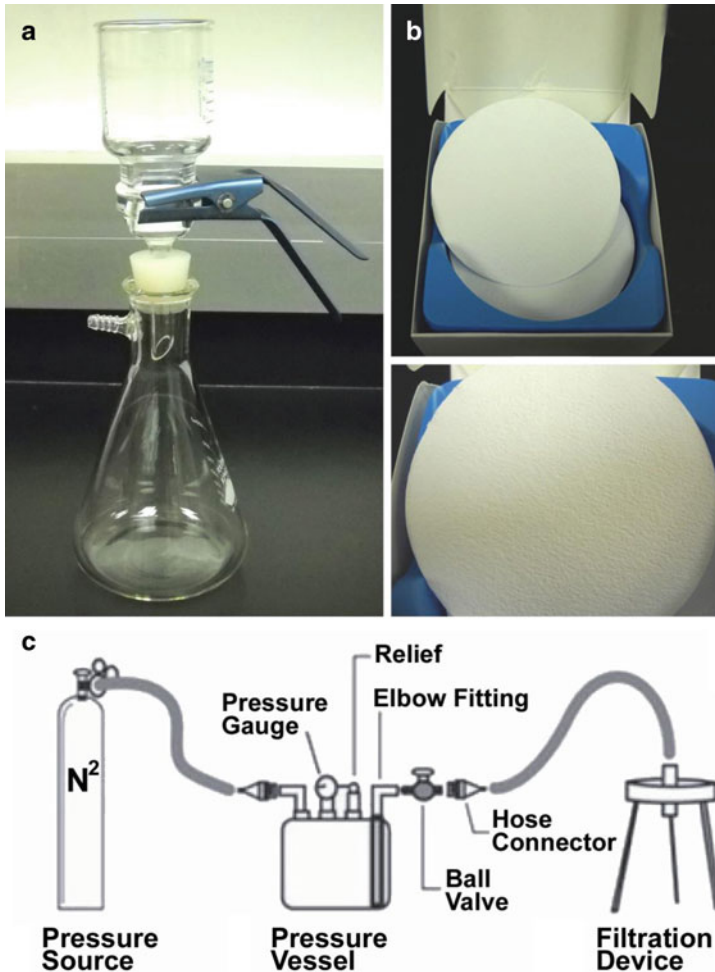 a
b
c
Relief
Pressure
Gauge
Elbow Fitting
N²
Hose
Connector
Ball
Valve
Pressure
Source
Pressure
Vessel
Filtration
Device